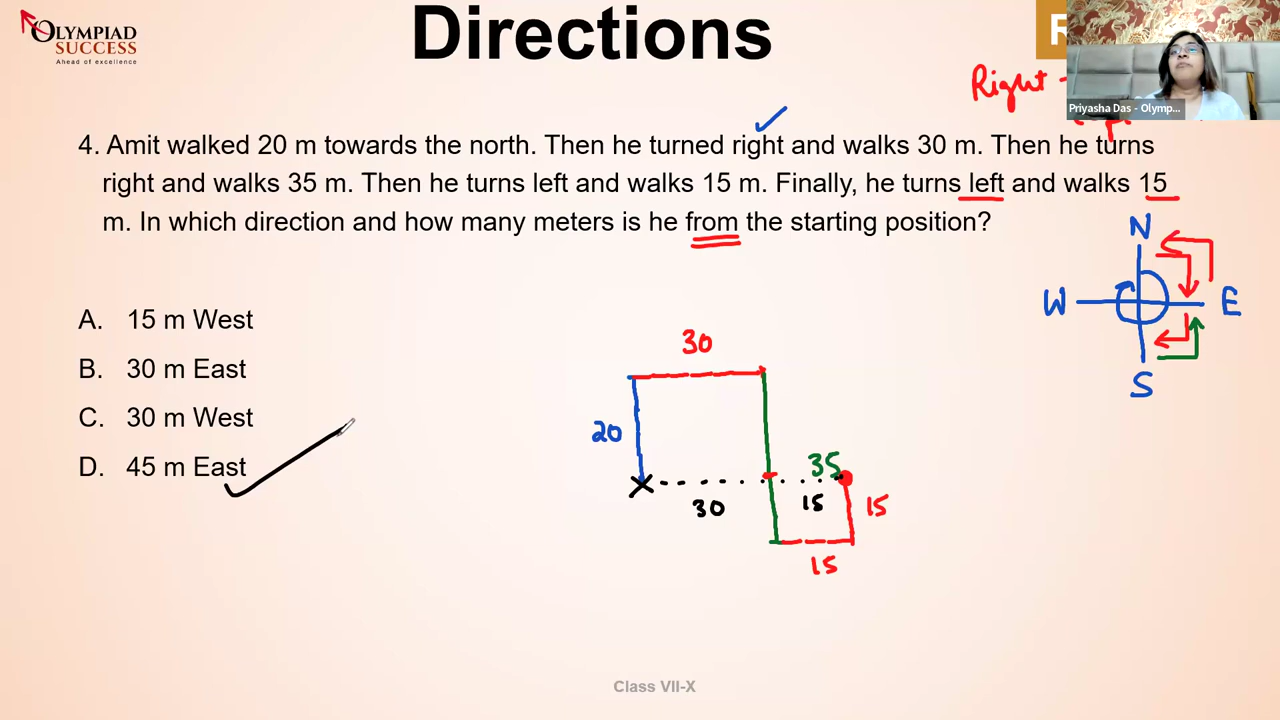 OLYMPIAD
SUCCESS
Ahead of excellence
Directions
R
Right -
Priyasha Das - Olymp...
4. Amit walked 20 m towards the north. Then he turned right and walks 30 m. Then he turns
right and walks 35 m. Then he turns left and walks 15 m. Finally, he turns left and walks 15
m. In which direction and how many meters is he from the starting position?
N
W
E
S
A. 15 m West
B. 30 m East
C. 30 m West
D. 45 m East
30
20
35
30
15
15
15
Class VII-X